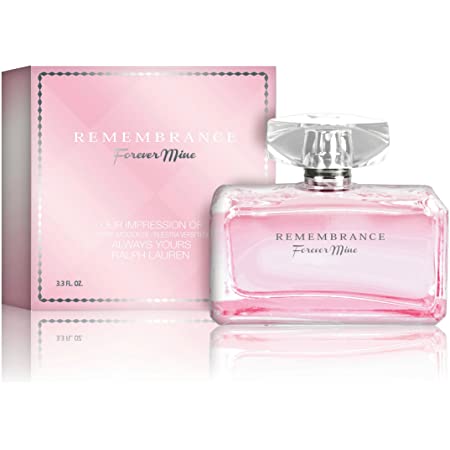 REMEMBRANCE
Forever Mine
OUR IMPRESSION OF
ALWAYS YOURS
RALPH LAUREN
3.3 FL. OZ.
REMEMBRANCE
Forever Mine